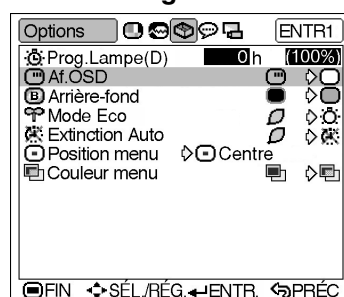 Options ENTR1
Prog.Lampe(D) 0 h (100%)
Af.OSD
B Arrière-fond
Mode Eco
Extinction Auto
Position menu Centre
Couleur menu
FIN SÉL./RÉG. ENTR. PRÉC